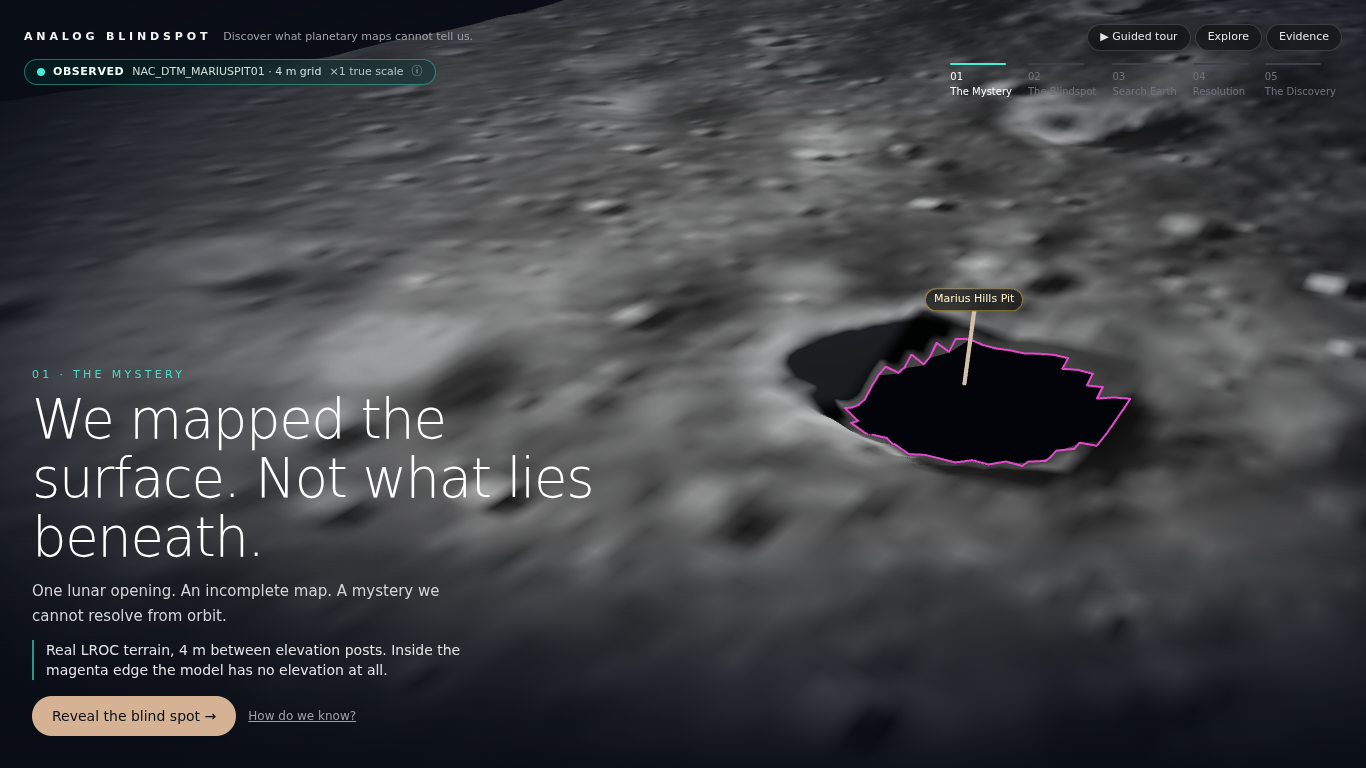 ANALOG BLINDSPOT Discover what planetary maps cannot tell us.
▶ Guided tour Explore Evidence
OBSERVED NAC_DTM_MARIUSPIT01 · 4 m grid ×1 true scale ⓘ
01 02 03 04 05
The Mystery The Blindspot Search Earth Resolution The Discovery
Marius Hills Pit
01 · THE MYSTERY
We mapped the
surface. Not what lies
beneath.
One lunar opening. An incomplete map. A mystery we
cannot resolve from orbit.
Real LROC terrain, 4 m between elevation posts. Inside the
magenta edge the model has no elevation at all.
Reveal the blind spot → How do we know?